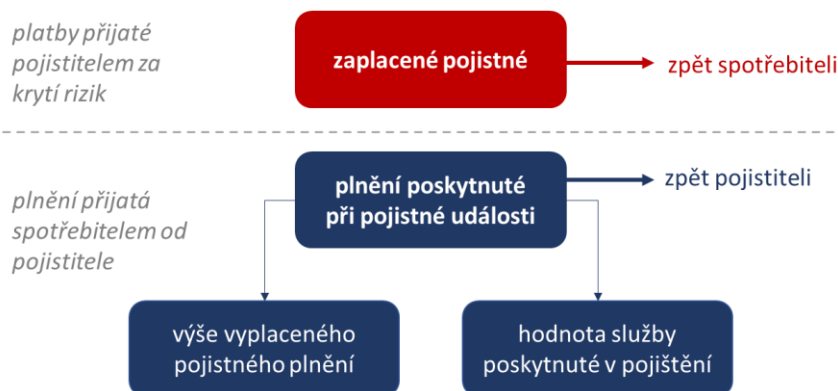 platby přijaté
pojistitelem za
krytí rizik
zaplacené pojistné
zpět spotřebiteli
plnění přijatá
spotřebitelem od
pojistitele
plnění poskytnuté
při pojistné události
zpět pojistiteli
výše vyplaceného
pojistného plnění
hodnota služby
poskytnuté v pojištění